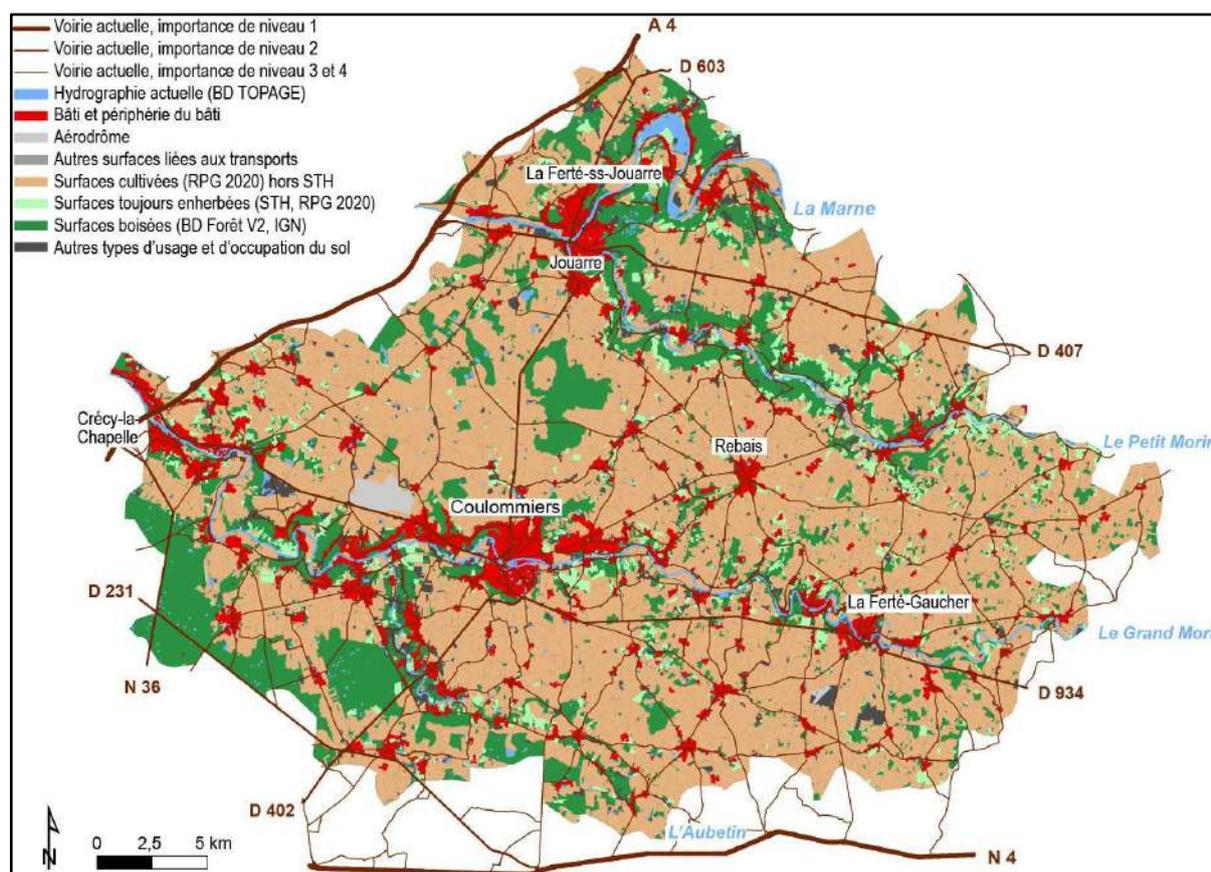 Voirie actuelle, importance de niveau 1
Voirie actuelle, importance de niveau 2
Voirie actuelle, importance de niveau 3 et 4
Hydrographie actuelle (BD TOPAGE)
Bâti et périphérie du bâti
Aérodrôme
Autres surfaces liées aux transports
Surfaces cultivées (RPG 2020) hors STH
Surfaces toujours enherbées (STH, RPG 2020)
Surfaces boisées (BD Forêt V2, IGN)
Autres types d'usage et d'occupation du sol
A 4
D 603
La Ferté-ss-Jouarre
La Marne
Jouarre
D 407
Crécy-la-
Chapelle
Le Petit Morin
Rebais
Coulommiers
D 231
La Ferté-Gaucher
Le Grand Mori
N 36
D 934
D 402
L'Aubetin
N 4
N
0 2,5 5 km